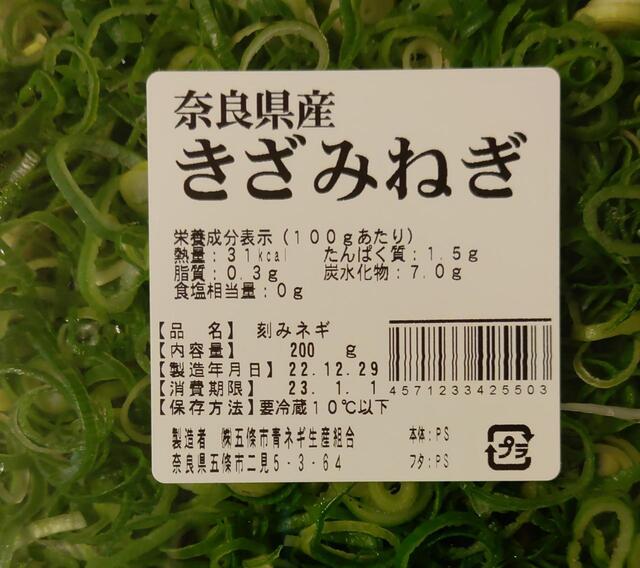 奈良県産
きざみねぎ
栄養成分表示(100gあたり)
熱量:31kcal たんぱく質:1.5g
脂質:0.3g 炭水化物:7.0g
食塩相当量:0g
【品 名】 刻みネギ
【内容量】 200 g
【製造年月日】 22.12.29
【消費期限】 23. 1. 1
【保存方法】要冷蔵10℃以下
4571233425503
製造者 ㈱五條市青ネギ生産組合
奈良県五條市二見5-3-64
本体:PS
フタ:PS
プラ